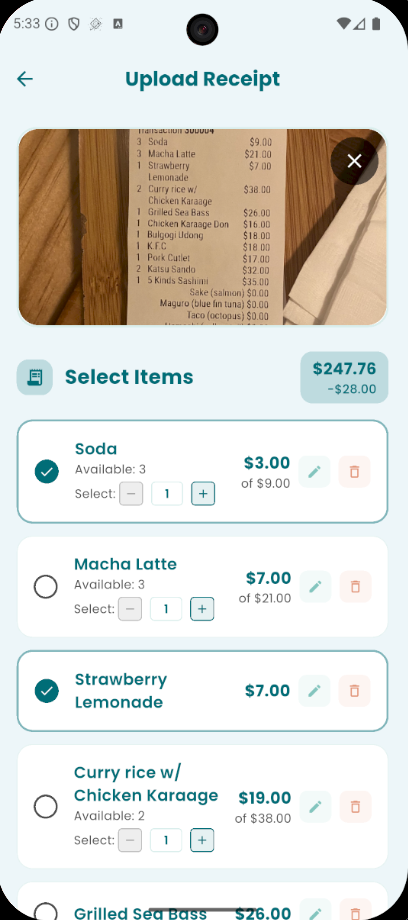 5:33
Upload Receipt
Transaction 300004
3 Soda $9.00
3 Macha Latte $21.00
1 Strawberry $7.00
Lemonade
2 Curry rice w/ $38.00
Chicken Karaage
1 Grilled Sea Bass $26.00
1 Chicken Karaage Don $16.00
1 Bulgogi Udong $18.00
1 K.F.C $18.00
1 Pork Cutlet $17.00
2 Katsu Sando $32.00
1 5 Kinds Sashimi $35.00
Sake (salmon) $0.00
Maguro (blue fin tuna) $0.00
Taco (octopus) $0.00
Select Items
$247.76
-$28.00
Soda
Available: 3
Select: − 1 +
$3.00
of $9.00
Macha Latte
Available: 3
Select: − 1 +
$7.00
of $21.00
Strawberry
Lemonade
$7.00
Curry rice w/
Chicken Karaage
Available: 2
Select: − 1 +
$19.00
of $38.00
Grilled Sea Bass
$26.00